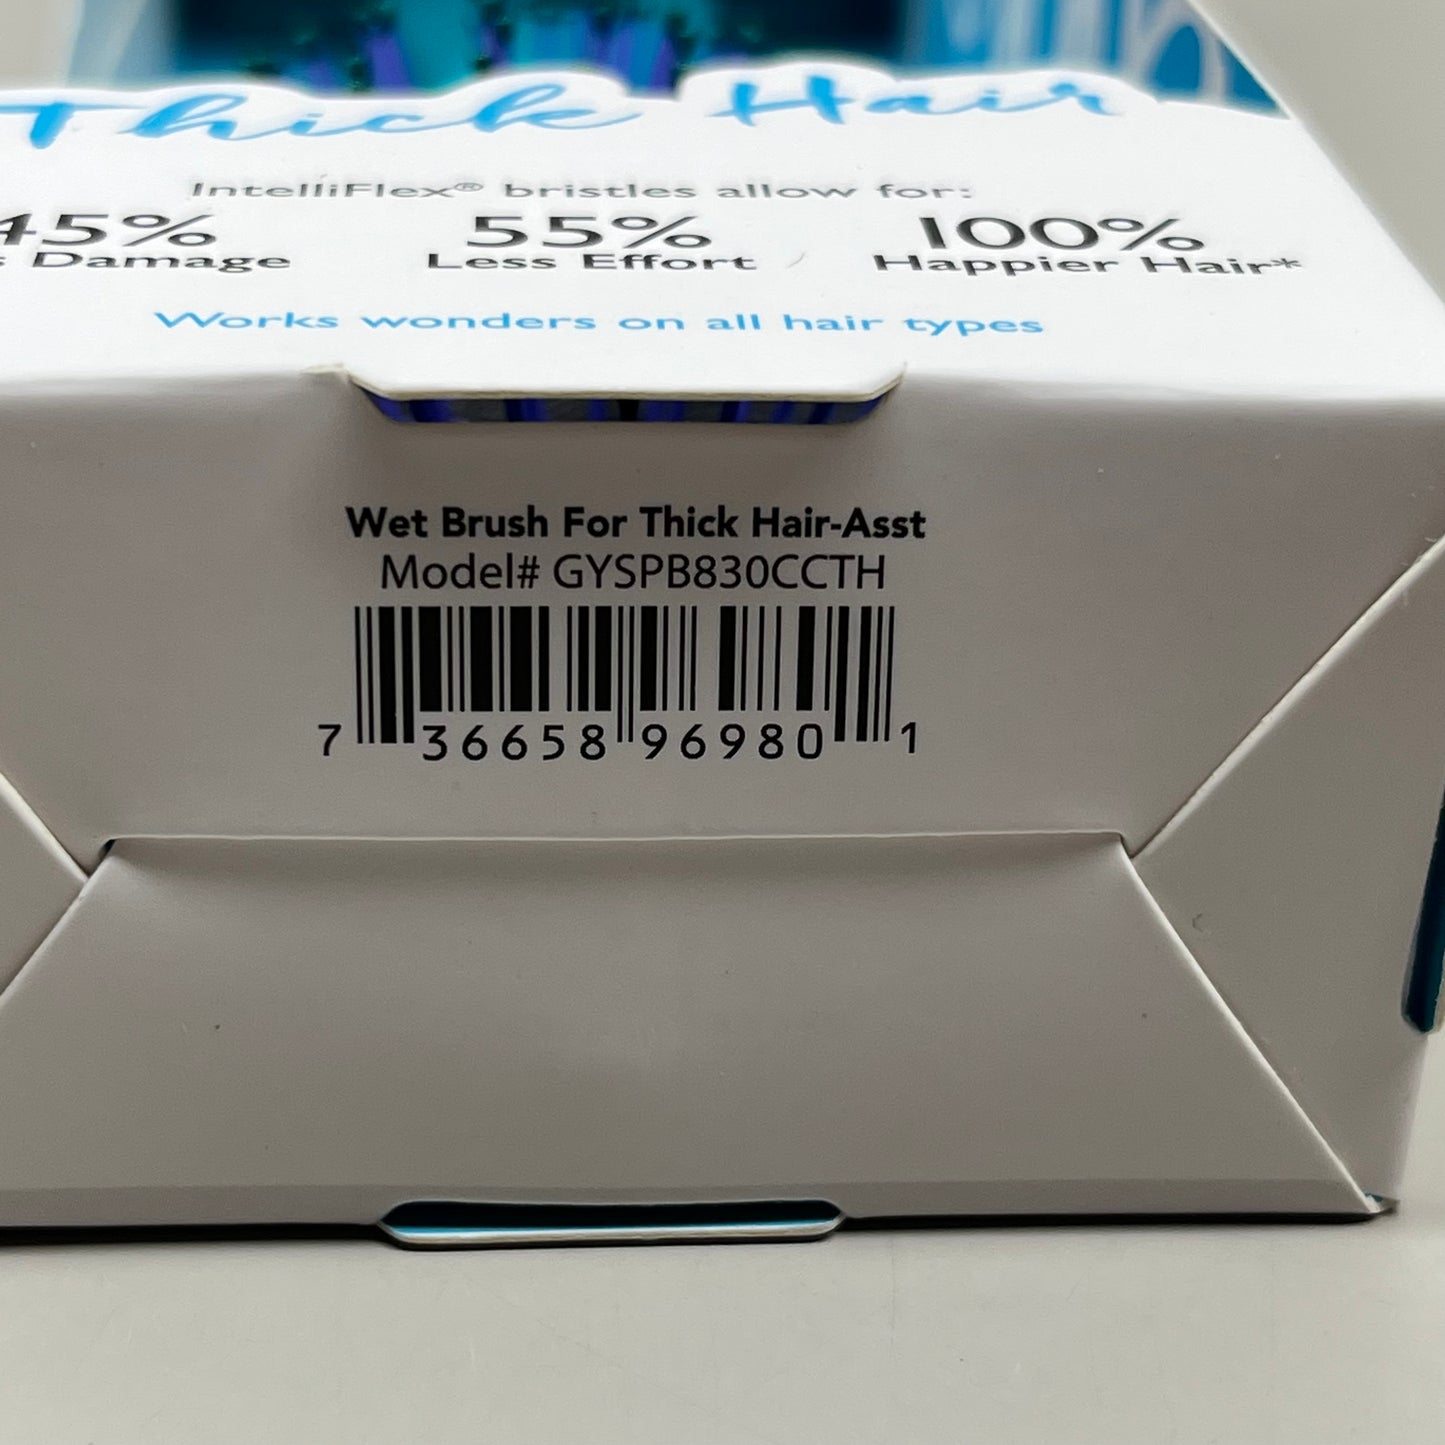 Thick Hair
IntelliFlex® bristles allow for:
45% 55% 100%
Damage Less Effort Happier Hair*
Works wonders on all hair types
Wet Brush For Thick Hair-Asst
Model# GYSPB830CCTH
7 36658 96980 1